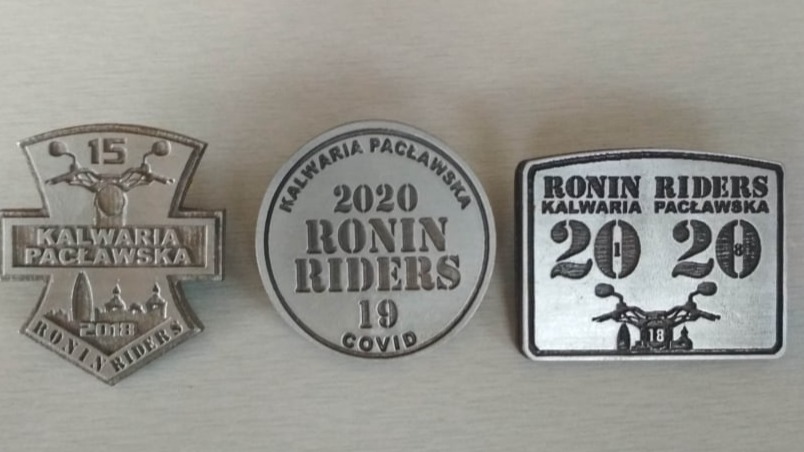 15
KALWARIA
PACŁAWSKA
2018
RONIN RIDERS
KALWARIA PACŁAWSKA
2020
RONIN
RIDERS
19
COVID
RONIN RIDERS
KALWARIA PACŁAWSKA
20 20
18